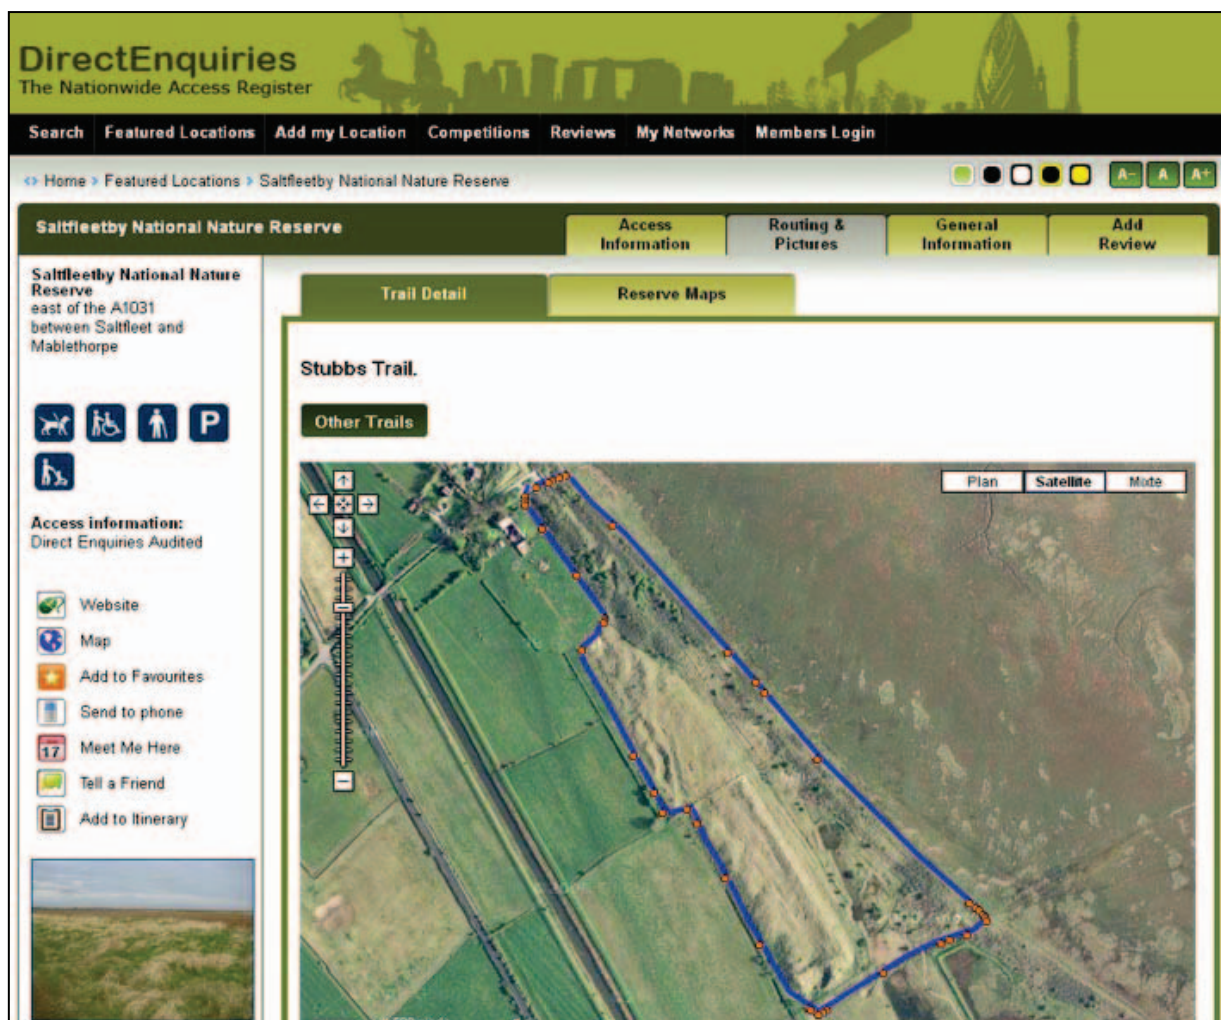 DirectEnquiries
The Nationwide Access Register
Search Featured Locations Add my Location Competitions Reviews My Networks Members Login
Home > Featured Locations > Saltfleetby National Nature Reserve
A- A A+
Saltfleetby National Nature Reserve
Access Information
Routing & Pictures
General Information
Add Review
Saltfleetby National Nature
Reserve
east of the A1031
between Saltfleet and
Mablethorpe
P
Access information:
Direct Enquiries Audited
Website
Map
Add to Favourites
Send to phone
17 Meet Me Here
Tell a Friend
Add to Itinerary
Trail Detail
Reserve Maps
Stubbs Trail.
Other Trails
Plan Satellite